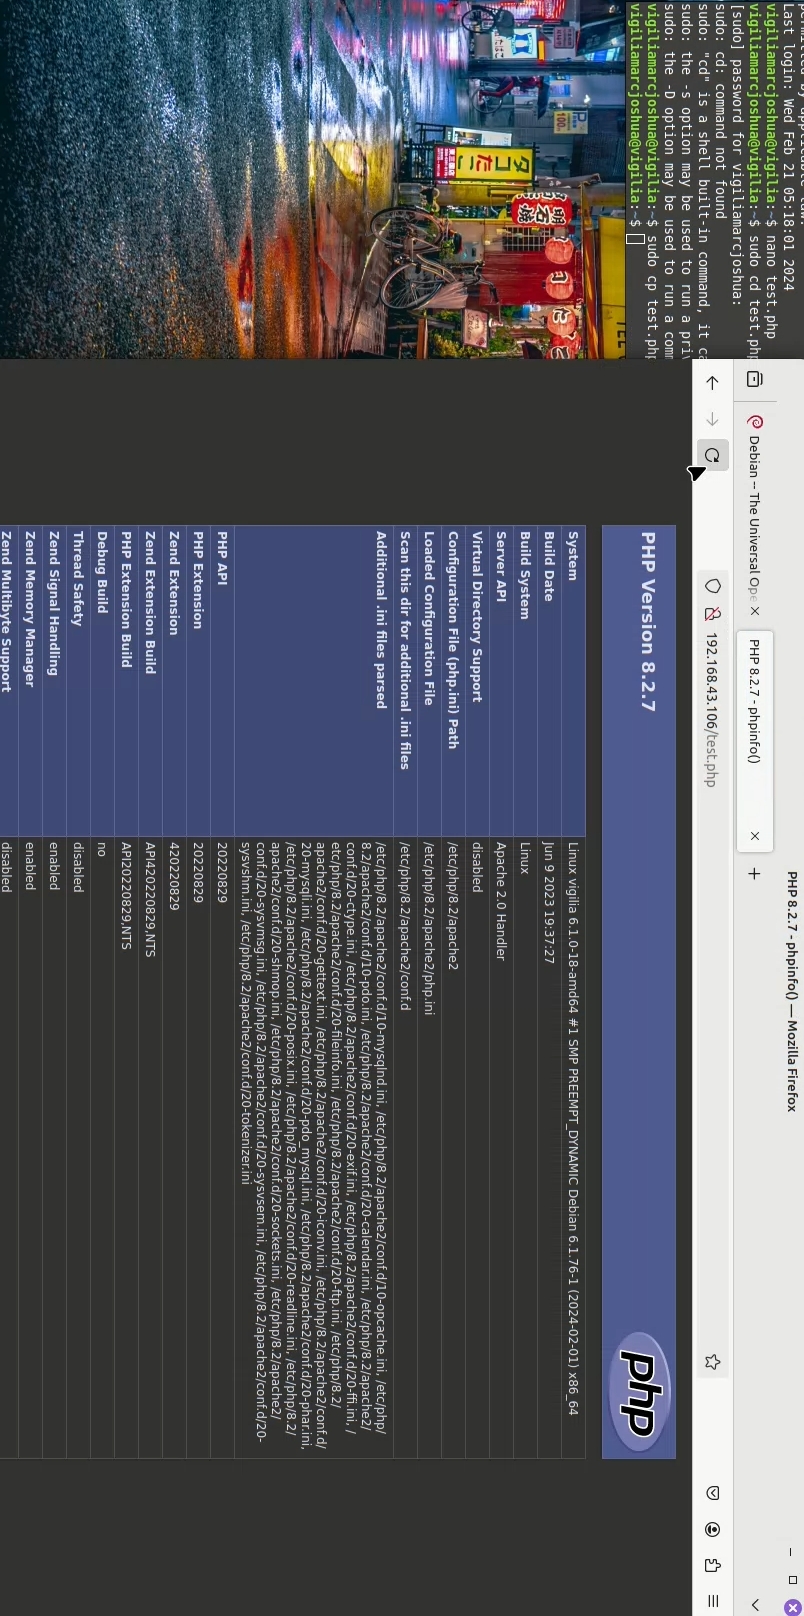 permitted by applicable law.
Last login: Wed Feb 21 05:18:01 2024
vigiliamarcjoshua@vigilia:~$ nano test.php
vigiliamarcjoshua@vigilia:~$ sudo cd test.php
[sudo] password for vigiliamarcjoshua:
sudo: cd: command not found
sudo: "cd" is a shell built-in command, it ca
sudo: the -s option may be used to run a priv
sudo: the -D option may be used to run a comm
vigiliamarcjoshua@vigilia:~$ sudo cp test.php
vigiliamarcjoshua@vigilia:~$
PHP 8.2.7 - phpinfo() — Mozilla Firefox
Debian -- The Universal Ope
PHP 8.2.7 - phpinfo()
192.168.43.106/test.php
PHP Version 8.2.7
php
System Linux vigilia 6.1.0-18-amd64 #1 SMP PREEMPT_DYNAMIC Debian 6.1.76-1 (2024-02-01) x86_64
Build Date Jun 9 2023 19:37:27
Build System Linux
Server API Apache 2.0 Handler
Virtual Directory Support disabled
Configuration File (php.ini) Path /etc/php/8.2/apache2
Loaded Configuration File /etc/php/8.2/apache2/php.ini
Scan this dir for additional .ini files /etc/php/8.2/apache2/conf.d
Additional .ini files parsed /etc/php/8.2/apache2/conf.d/10-mysqlnd.ini, /etc/php/8.2/apache2/conf.d/10-opcache.ini, /etc/php/
8.2/apache2/conf.d/10-pdo.ini, /etc/php/8.2/apache2/conf.d/20-calendar.ini, /etc/php/8.2/apache2/
conf.d/20-ctype.ini, /etc/php/8.2/apache2/conf.d/20-exif.ini, /etc/php/8.2/apache2/conf.d/20-ffi.ini, /
etc/php/8.2/apache2/conf.d/20-fileinfo.ini, /etc/php/8.2/apache2/conf.d/20-ftp.ini, /etc/php/8.2/
apache2/conf.d/20-gettext.ini, /etc/php/8.2/apache2/conf.d/20-iconv.ini, /etc/php/8.2/apache2/conf.d/
20-mysqli.ini, /etc/php/8.2/apache2/conf.d/20-pdo_mysql.ini, /etc/php/8.2/apache2/conf.d/20-phar.ini,
/etc/php/8.2/apache2/conf.d/20-posix.ini, /etc/php/8.2/apache2/conf.d/20-readline.ini, /etc/php/8.2/
apache2/conf.d/20-shmop.ini, /etc/php/8.2/apache2/conf.d/20-sockets.ini, /etc/php/8.2/apache2/
conf.d/20-sysvmsg.ini, /etc/php/8.2/apache2/conf.d/20-sysvsem.ini, /etc/php/8.2/apache2/conf.d/20-
sysvshm.ini, /etc/php/8.2/apache2/conf.d/20-tokenizer.ini
PHP API 20220829
PHP Extension 20220829
Zend Extension 420220829
Zend Extension Build API420220829,NTS
PHP Extension Build API20220829,NTS
Debug Build no
Thread Safety disabled
Zend Signal Handling enabled
Zend Memory Manager enabled
Zend Multibyte Support disabled
明石焼
タコたこ
100